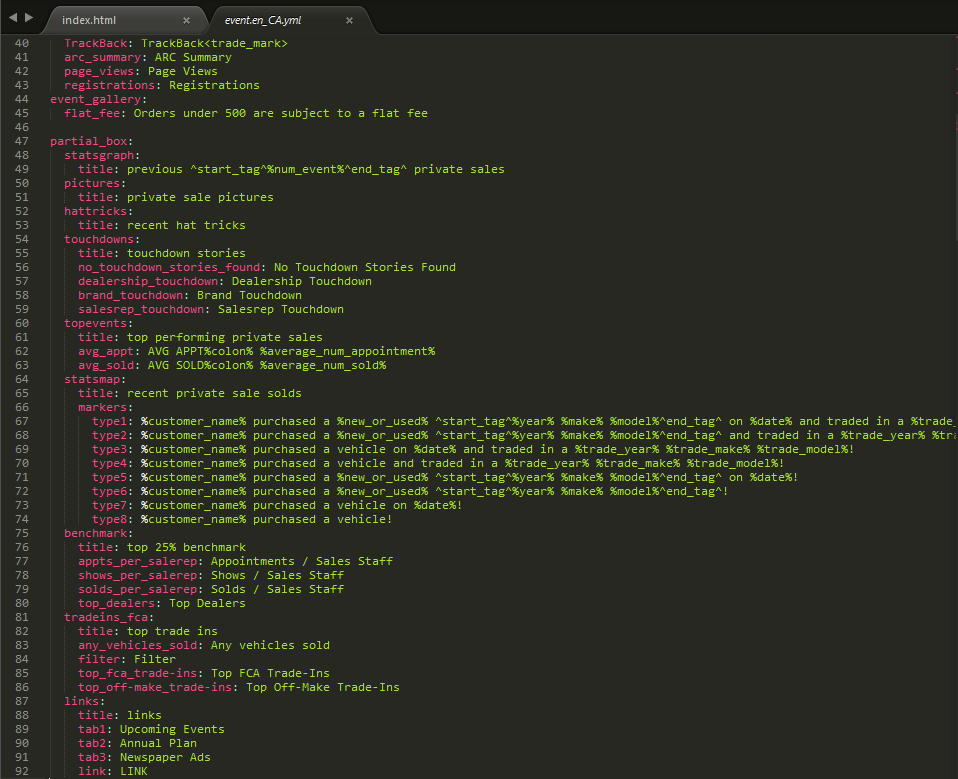 index.html ×
event.en_CA.yml ×
40 TrackBack: TrackBack<trade_mark>
41 arc_summary: ARC Summary
42 page_views: Page Views
43 registrations: Registrations
44 event_gallery:
45 flat_fee: Orders under 500 are subject to a flat fee
46
47 partial_box:
48 statsgraph:
49 title: previous ^start_tag^%num_event%^end_tag^ private sales
50 pictures:
51 title: private sale pictures
52 hattricks:
53 title: recent hat tricks
54 touchdowns:
55 title: touchdown stories
56 no_touchdown_stories_found: No Touchdown Stories Found
57 dealership_touchdown: Dealership Touchdown
58 brand_touchdown: Brand Touchdown
59 salesrep_touchdown: Salesrep Touchdown
60 topevents:
61 title: top performing private sales
62 avg_appt: AVG APPT%colon% %average_num_appointment%
63 avg_sold: AVG SOLD%colon% %average_num_sold%
64 statsmap:
65 title: recent private sale solds
66 markers:
67 type1: %customer_name% purchased a %new_or_used% ^start_tag^%year% %make% %model%^end_tag^ on %date% and traded in a %trade_
68 type2: %customer_name% purchased a %new_or_used% ^start_tag^%year% %make% %model%^end_tag^ and traded in a %trade_year% %tra
69 type3: %customer_name% purchased a vehicle on %date% and traded in a %trade_year% %trade_make% %trade_model%!
70 type4: %customer_name% purchased a vehicle and traded in a %trade_year% %trade_make% %trade_model%!
71 type5: %customer_name% purchased a %new_or_used% ^start_tag^%year% %make% %model%^end_tag^ on %date%!
72 type6: %customer_name% purchased a %new_or_used% ^start_tag^%year% %make% %model%^end_tag^!
73 type7: %customer_name% purchased a vehicle on %date%!
74 type8: %customer_name% purchased a vehicle!
75 benchmark:
76 title: top 25% benchmark
77 appts_per_salerep: Appointments / Sales Staff
78 shows_per_salerep: Shows / Sales Staff
79 solds_per_salerep: Solds / Sales Staff
80 top_dealers: Top Dealers
81 tradeins_fca:
82 title: top trade ins
83 any_vehicles_sold: Any vehicles sold
84 filter: Filter
85 top_fca_trade-ins: Top FCA Trade-Ins
86 top_off-make_trade-ins: Top Off-Make Trade-Ins
87 links:
88 title: links
89 tab1: Upcoming Events
90 tab2: Annual Plan
91 tab3: Newspaper Ads
92 link: LINK